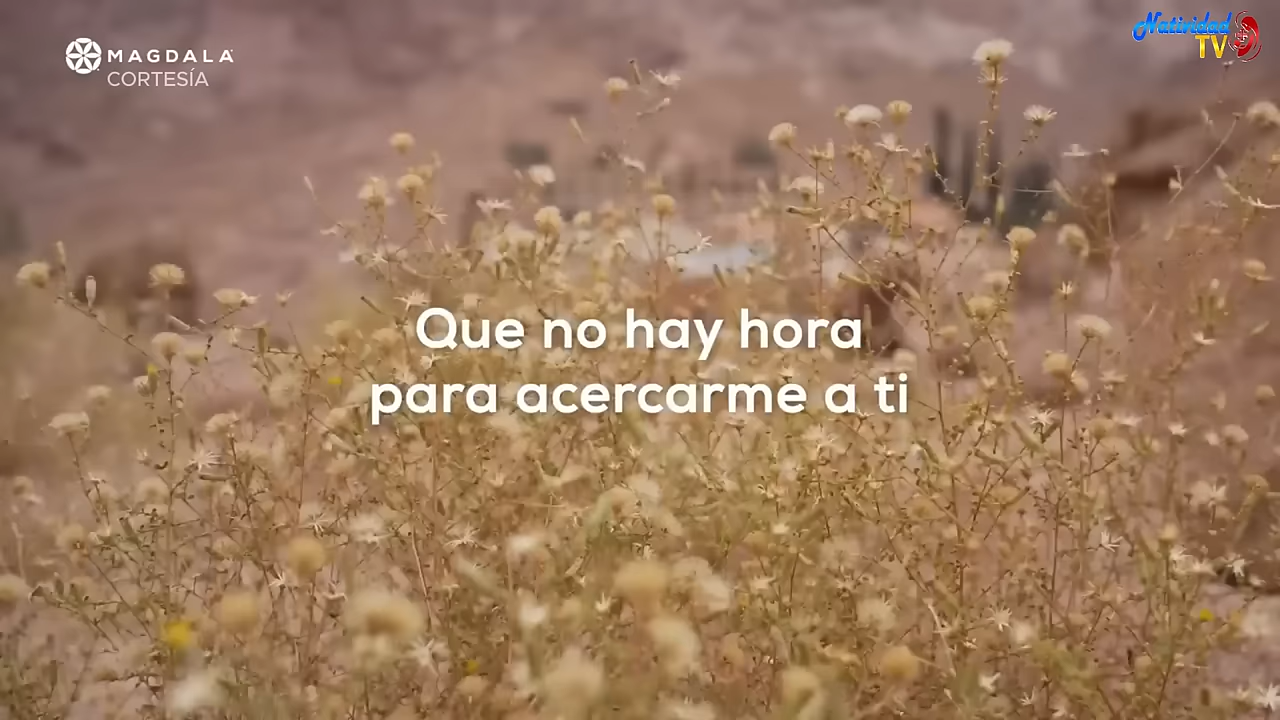 MAGDALA
CORTESÍA
Natividad
TV
Que no hay hora
para acercarme a ti